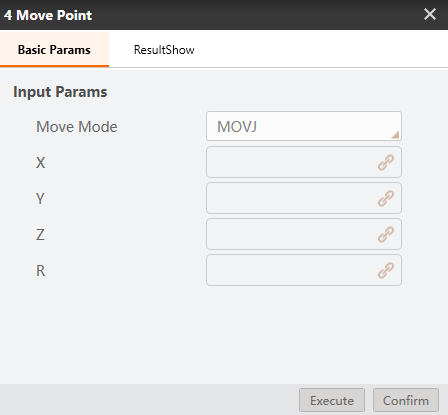 4 Move Point
Basic Params ResultShow
Input Params
Move Mode MOVJ
X
Y
Z
R
Execute Confirm